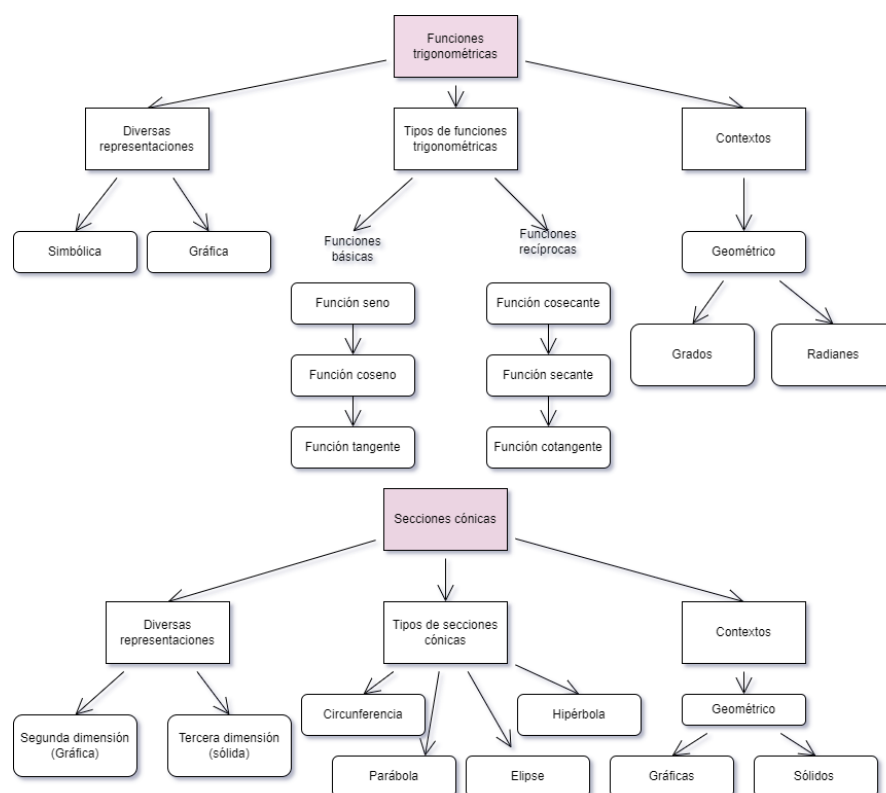 Funciones
trigonométricas
Diversas
representaciones
Tipos de funciones
trigonométricas
Contextos
Simbólica
Gráfica
Funciones
básicas
Funciones
recíprocas
Geométrico
Función seno
Función cosecante
Grados
Radianes
Función coseno
Función secante
Función tangente
Función cotangente
Secciones cónicas
Diversas
representaciones
Tipos de secciones
cónicas
Contextos
Circunferencia
Hipérbola
Geométrico
Segunda dimensión
(Gráfica)
Tercera dimensión
(sólida)
Parábola
Elipse
Gráficas
Sólidos